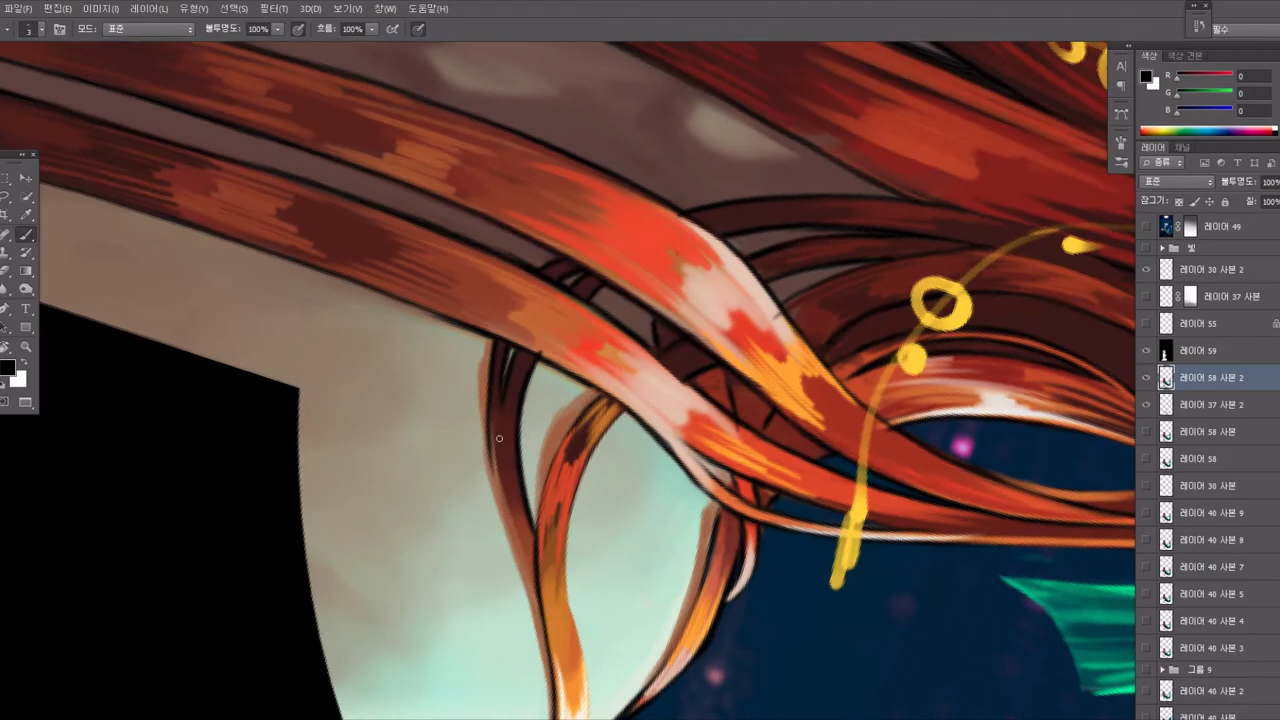 파일(F) 편집(E) 이미지(I) 레이어(L) 유형(Y) 선택(S) 필터(T) 3D(D) 보기(V) 창(W) 도움말(H)
3 모드: 표준 불투명도: 100% 흐름: 100%
필수
색상 색상 견본
R 0
G 0
B 0
레이어 채널
종류
표준 불투명도: 100%
잠그기: 칠: 100%
레이어 49
빛
레이어 30 사본 2
레이어 37 사본
레이어 55
레이어 59
레이어 58 사본 2
레이어 37 사본 2
레이어 58 사본
레이어 58
레이어 30 사본
레이어 40 사본 9
레이어 40 사본 8
레이어 40 사본 7
레이어 40 사본 5
레이어 40 사본 4
레이어 40 사본 3
그룹 9
레이어 40 사본 2